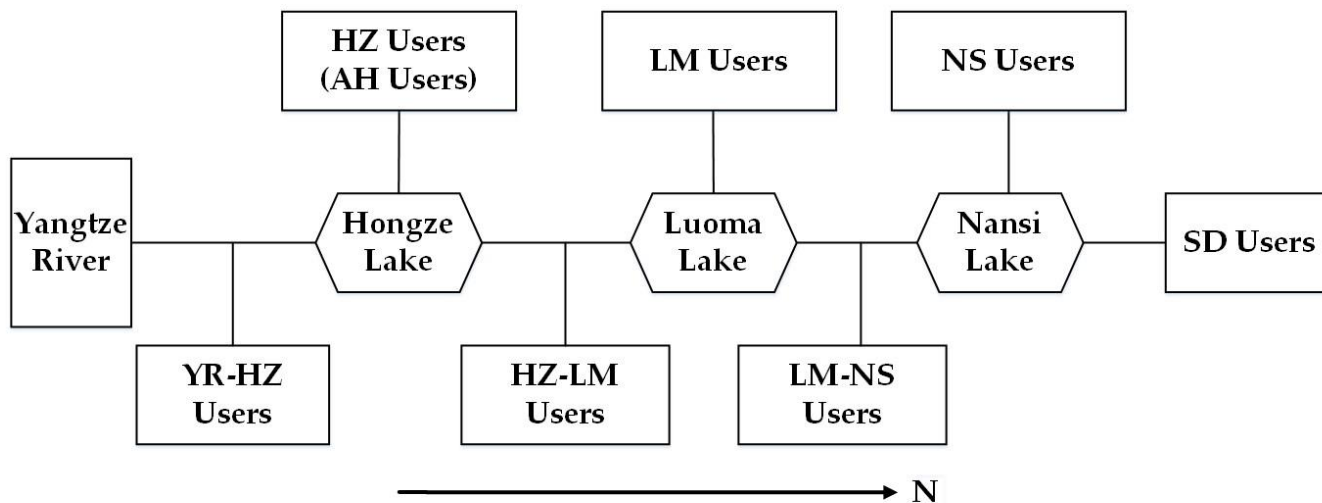 HZ Users
(AH Users)
LM Users
NS Users
Yangtze
River
Hongze
Lake
Luoma
Lake
Nansi
Lake
SD Users
YR-HZ
Users
HZ-LM
Users
LM-NS
Users
N